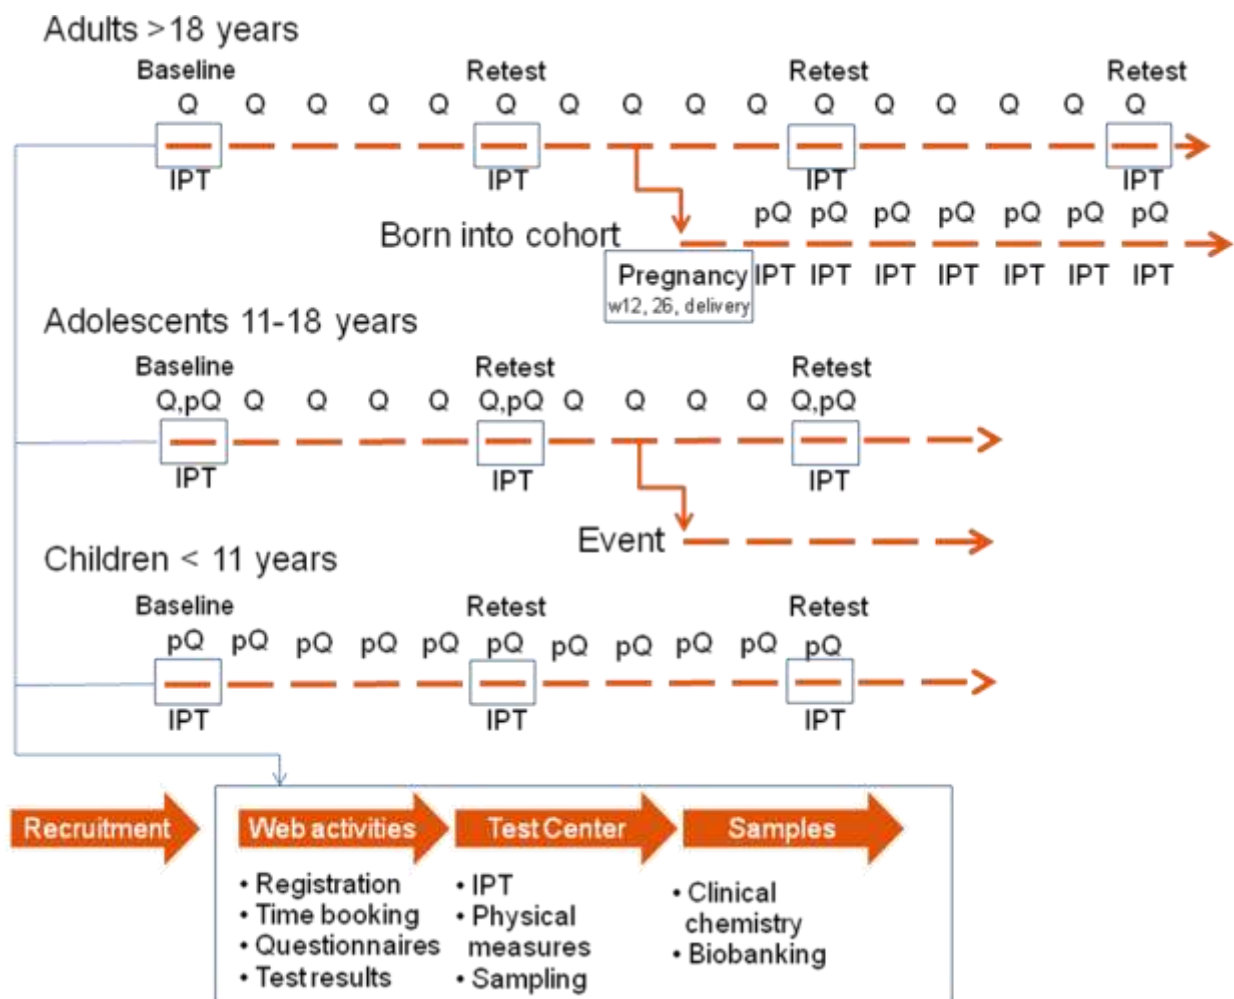 Adults >18 years
Baseline Retest Retest Retest
Q Q Q Q Q Q Q Q Q Q Q Q Q Q Q Q
IPT IPT IPT IPT
pQ pQ pQ pQ pQ pQ pQ
Born into cohort
Pregnancy IPT IPT IPT IPT IPT IPT IPT
w12, 26, delivery
Adolescents 11-18 years
Baseline Retest Retest
Q,pQ Q Q Q Q Q,pQ Q Q Q Q Q,pQ
IPT IPT IPT
Event
Children < 11 years
Baseline Retest Retest
pQ pQ pQ pQ pQ pQ pQ pQ pQ pQ pQ
IPT IPT IPT
Recruitment
Web activities
• Registration
• Time booking
• Questionnaires
• Test results
Test Center
• IPT
• Physical
measures
• Sampling
Samples
• Clinical
chemistry
• Biobanking